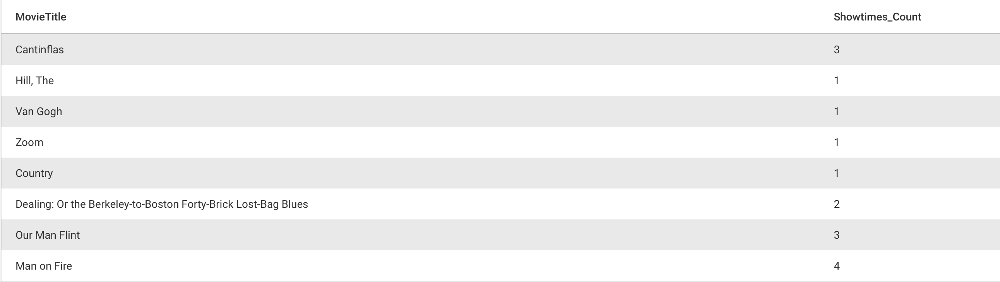 MovieTitle Showtimes_Count
Cantinflas 3
Hill, The 1
Van Gogh 1
Zoom 1
Country 1
Dealing: Or the Berkeley-to-Boston Forty-Brick Lost-Bag Blues 2
Our Man Flint 3
Man on Fire 4